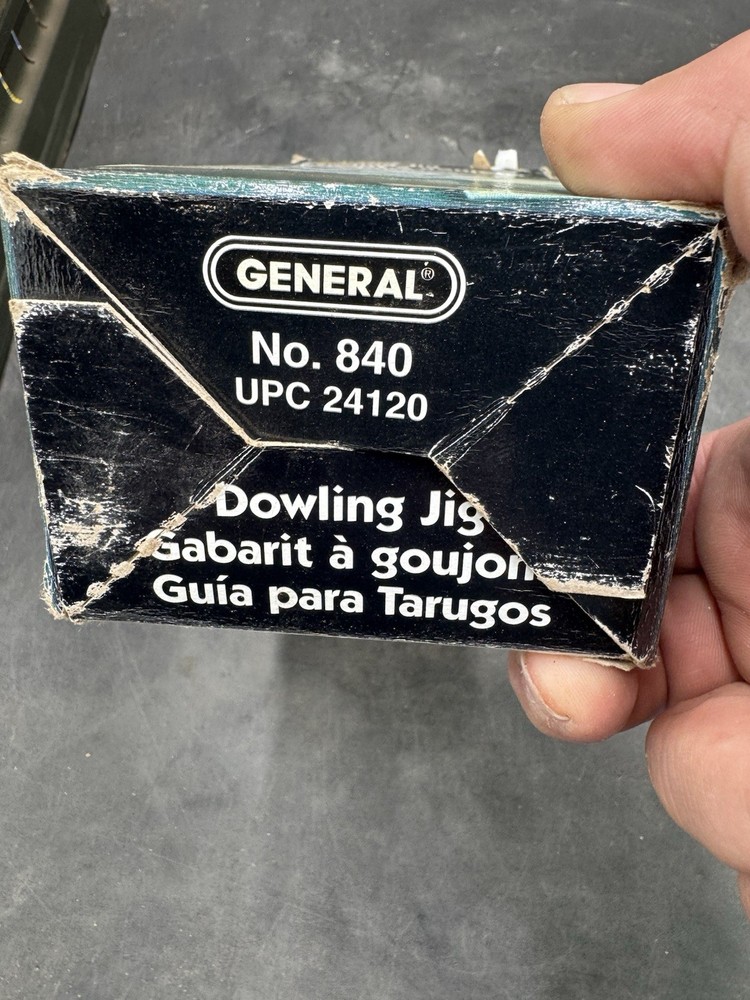 GENERAL®
No. 840
UPC 24120
Dowling Jig
Gabarit à goujon
Guía para Tarugos